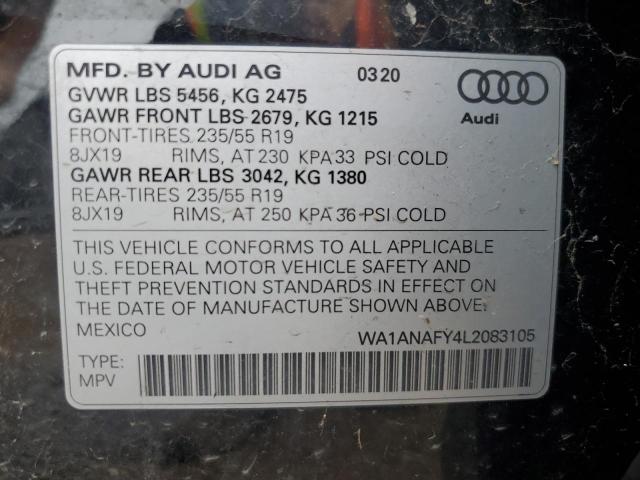 MFD. BY AUDI AG 0320
GVWR LBS 5456, KG 2475
GAWR FRONT LBS 2679, KG 1215
FRONT-TIRES 235/55 R19
8JX19 RIMS, AT 230 KPA 33 PSI COLD
GAWR REAR LBS 3042, KG 1380
REAR-TIRES 235/55 R19
8JX19 RIMS, AT 250 KPA 36 PSI COLD
Audi
THIS VEHICLE CONFORMS TO ALL APPLICABLE
U.S. FEDERAL MOTOR VEHICLE SAFETY AND
THEFT PREVENTION STANDARDS IN EFFECT ON
THE DATE OF MANUFACTURE SHOWN ABOVE.
MEXICO WA1ANAFY4L2083105
TYPE:
MPV